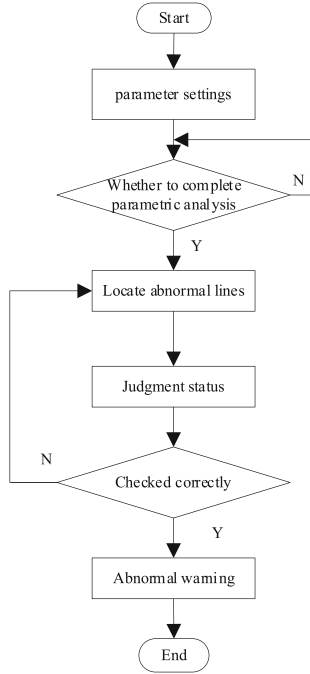 Start
parameter settings
Whether to complete
parametric analysis
N
Y
Locate abnormal lines
Judgment status
N
Checked correctly
Y
Abnormal warning
End